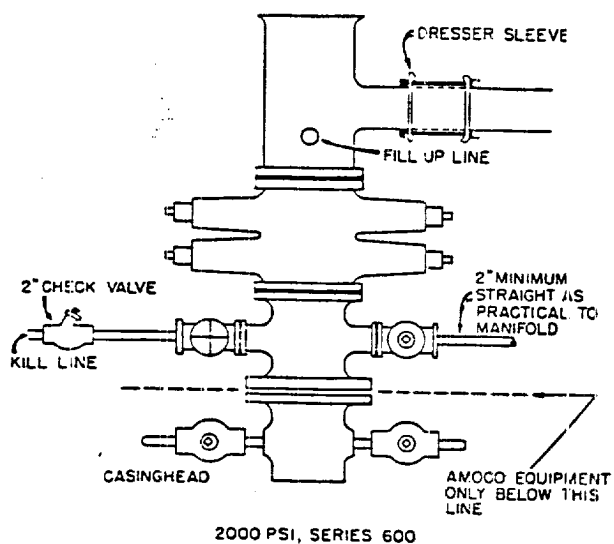 DRESSER SLEEVE
FILL UP LINE
2" CHECK VALVE
KILL LINE
2" MINIMUM
STRAIGHT AS
PRACTICAL TO
MANIFOLD
CASINGHEAD
AMOCO EQUIPMENT
ONLY BELOW THIS
LINE
2000 PSI, SERIES 600